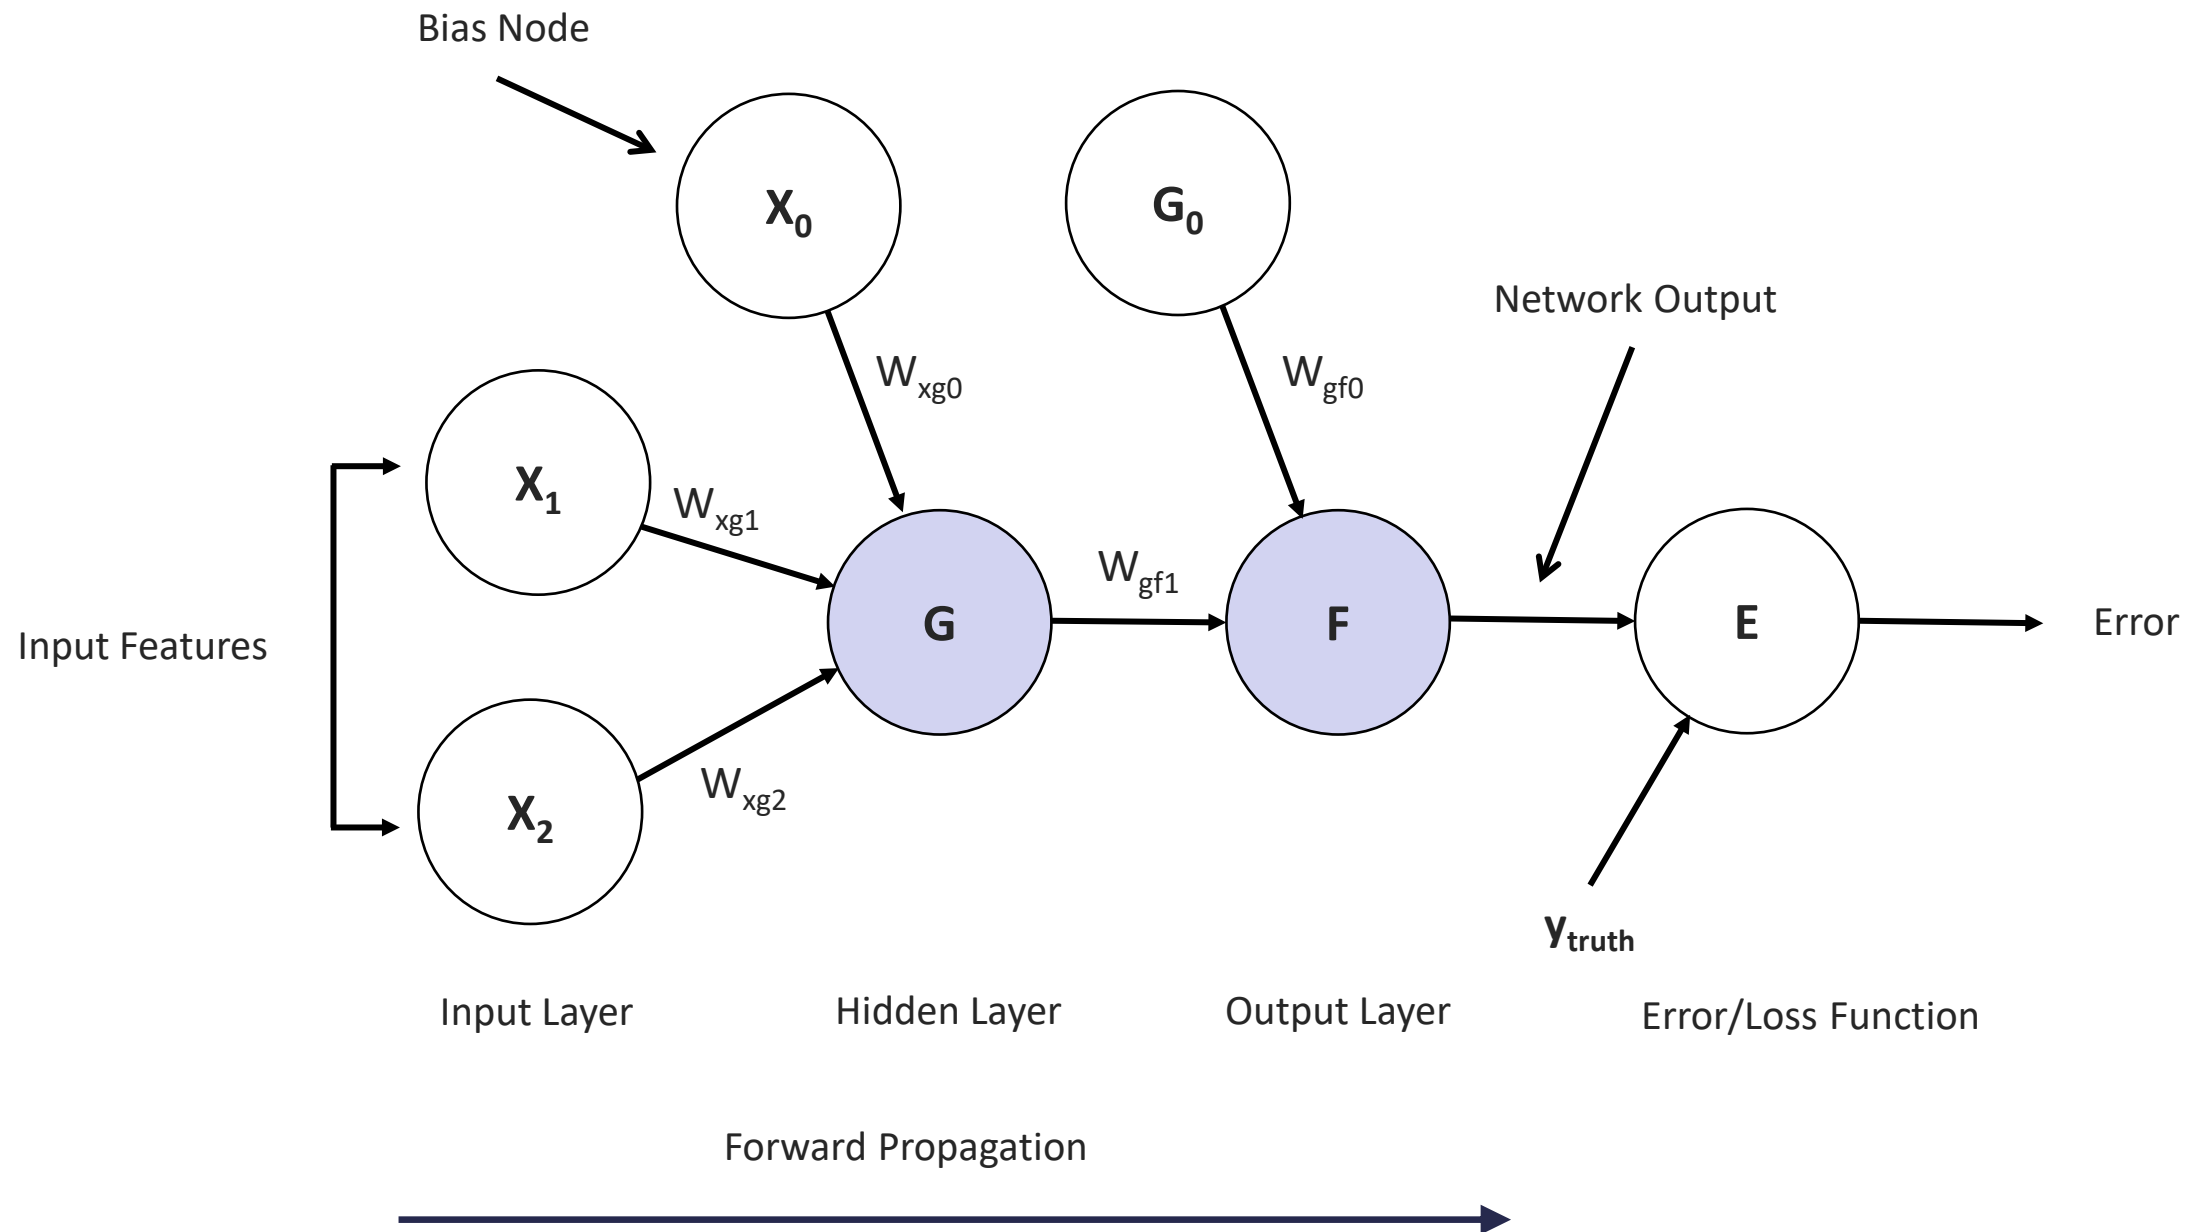 Bias Node
X0
G0
Network Output
Wxg0
Wgf0
X1
Wxg1
Wgf1
Input Features
G
F
E
Error
X2
Wxg2
ytruth
Input Layer
Hidden Layer
Output Layer
Error/Loss Function
Forward Propagation